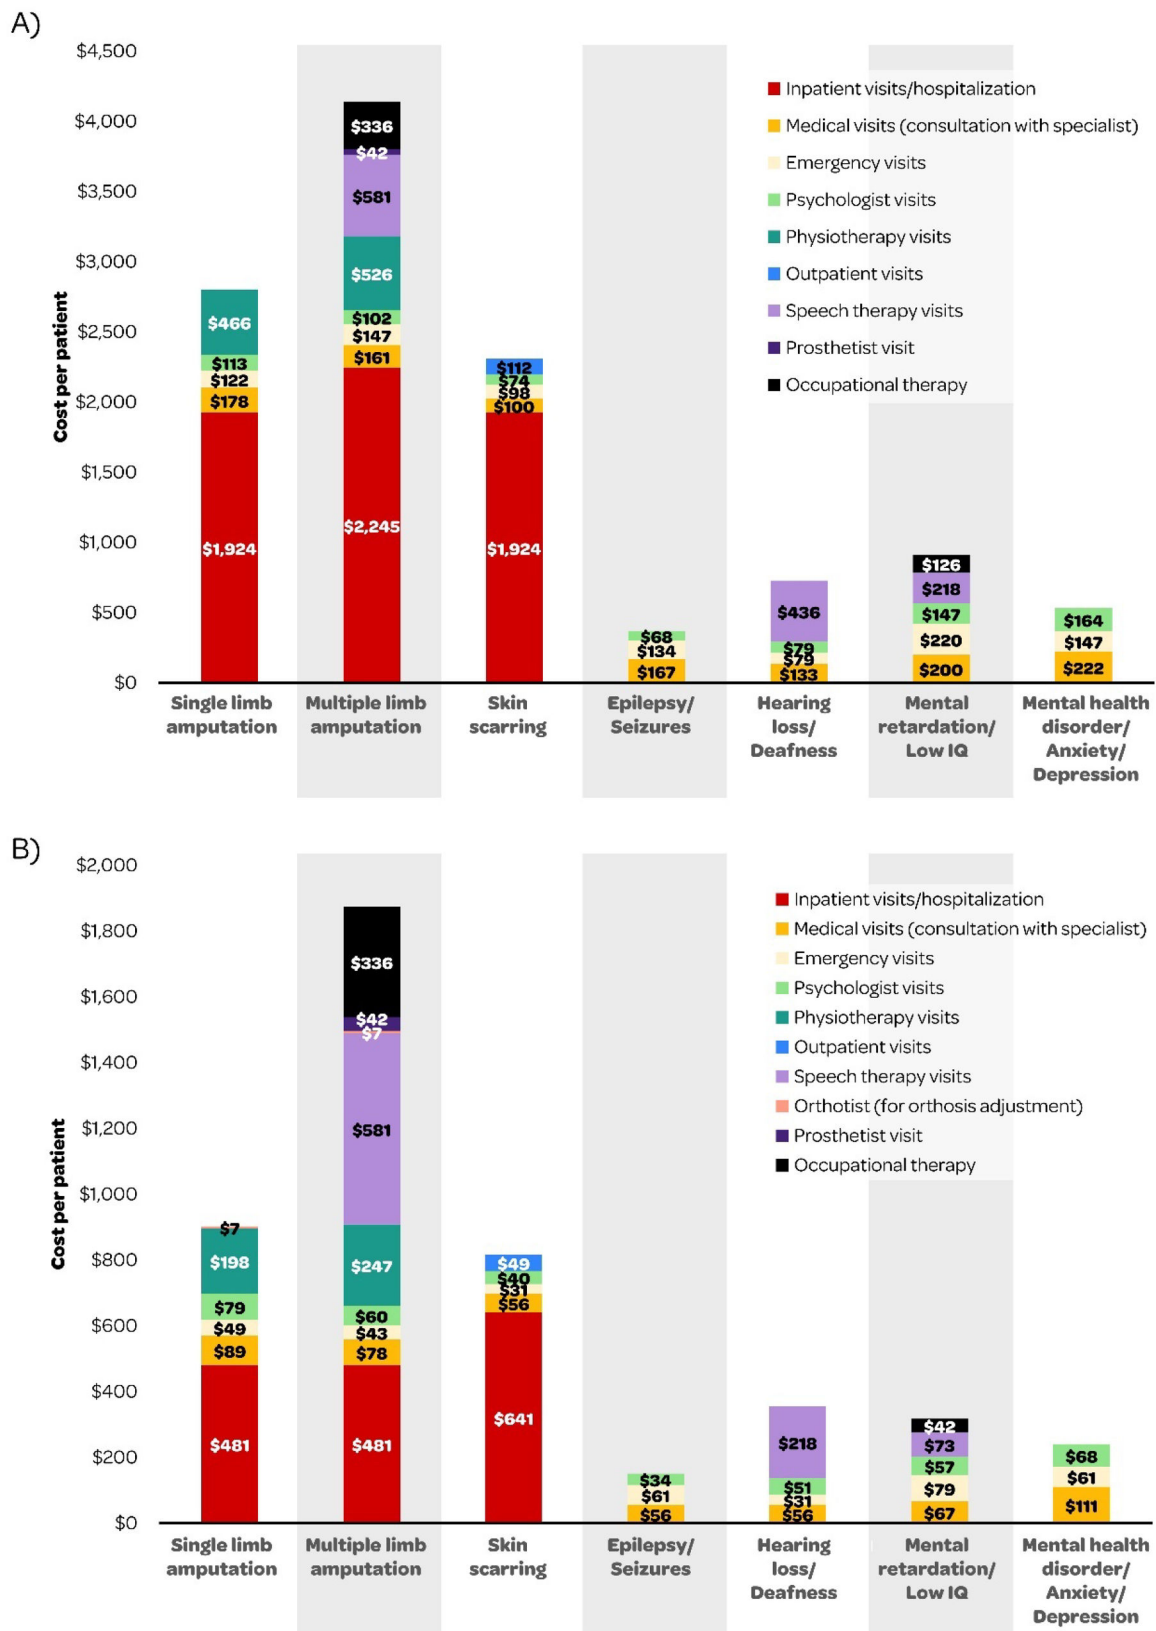 A)
$4,500
$4,000
$3,500
$3,000
$2,500
$2,000
$1,500
$1,000
$500
$0
Cost per patient
Inpatient visits/hospitalization
Medical visits (consultation with specialist)
Emergency visits
Psychologist visits
Physiotherapy visits
Outpatient visits
Speech therapy visits
Prosthetist visit
Occupational therapy
$466
$113
$122
$178
$1,924
$336
$42
$581
$526
$102
$147
$161
$2,245
$112
$74
$98
$100
$1,924
$68
$134
$167
$436
$79
$79
$133
$126
$218
$147
$220
$200
$164
$147
$222
Single limb
amputation
Multiple limb
amputation
Skin
scarring
Epilepsy/
Seizures
Hearing
loss/
Deafness
Mental
retardation/
Low IQ
Mental health
disorder/
Anxiety/
Depression
B)
$2,000
$1,800
$1,600
$1,400
$1,200
$1,000
$800
$600
$400
$200
$0
Cost per patient
Inpatient visits/hospitalization
Medical visits (consultation with specialist)
Emergency visits
Psychologist visits
Physiotherapy visits
Outpatient visits
Speech therapy visits
Orthotist (for orthosis adjustment)
Prosthetist visit
Occupational therapy
$7
$198
$79
$49
$89
$481
$336
$42
$7
$581
$247
$60
$43
$78
$481
$49
$40
$31
$56
$641
$34
$61
$56
$218
$51
$31
$56
$42
$73
$57
$79
$67
$68
$61
$111
Single limb
amputation
Multiple limb
amputation
Skin
scarring
Epilepsy/
Seizures
Hearing
loss/
Deafness
Mental
retardation/
Low IQ
Mental health
disorder/
Anxiety/
Depression